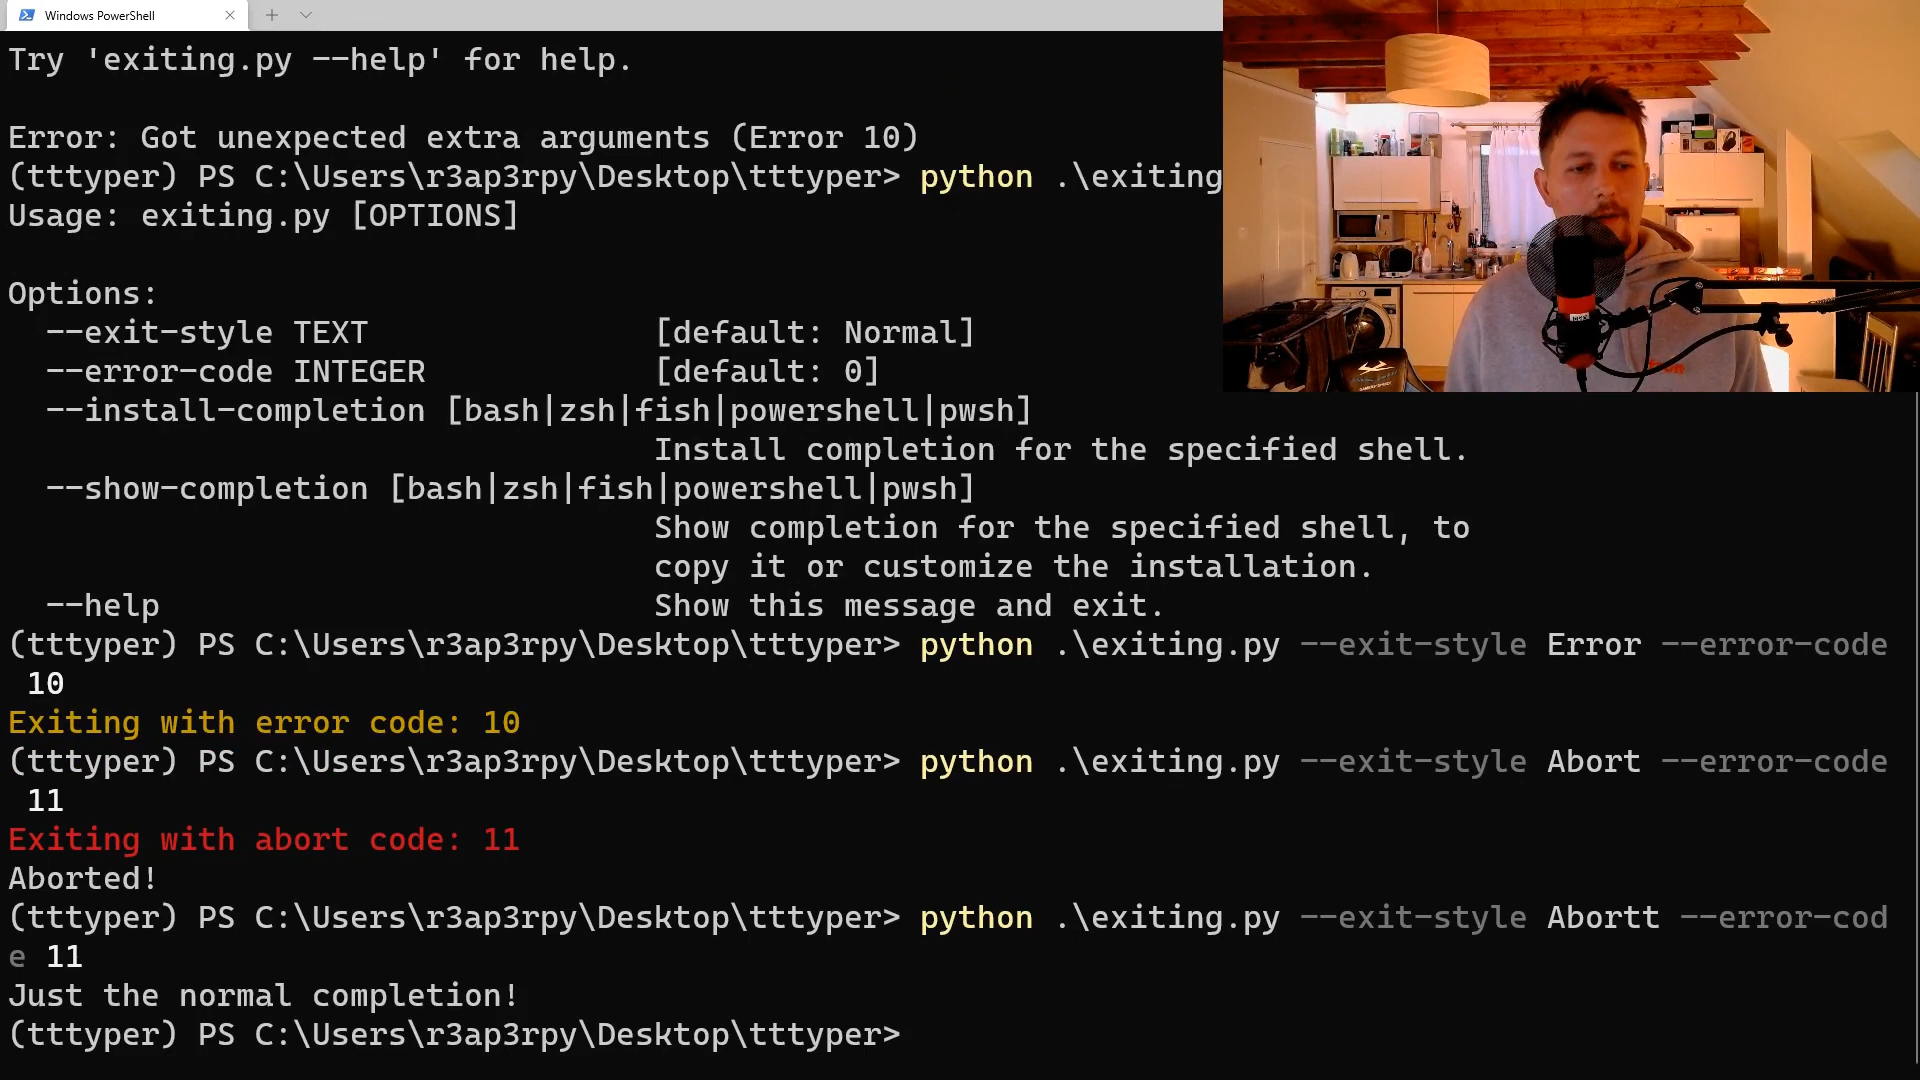 Windows PowerShell
Try 'exiting.py --help' for help.
Error: Got unexpected extra arguments (Error 10)
(tttyper) PS C:\Users\r3ap3rpy\Desktop\tttyper> python .\exiting
Usage: exiting.py [OPTIONS]
Options:
--exit-style TEXT [default: Normal]
--error-code INTEGER [default: 0]
--install-completion [bash|zsh|fish|powershell|pwsh]
Install completion for the specified shell.
--show-completion [bash|zsh|fish|powershell|pwsh]
Show completion for the specified shell, to
copy it or customize the installation.
--help Show this message and exit.
(tttyper) PS C:\Users\r3ap3rpy\Desktop\tttyper> python .\exiting.py --exit-style Error --error-code
10
Exiting with error code: 10
(tttyper) PS C:\Users\r3ap3rpy\Desktop\tttyper> python .\exiting.py --exit-style Abort --error-code
11
Exiting with abort code: 11
Aborted!
(tttyper) PS C:\Users\r3ap3rpy\Desktop\tttyper> python .\exiting.py --exit-style Abortt --error-cod
e 11
Just the normal completion!
(tttyper) PS C:\Users\r3ap3rpy\Desktop\tttyper>